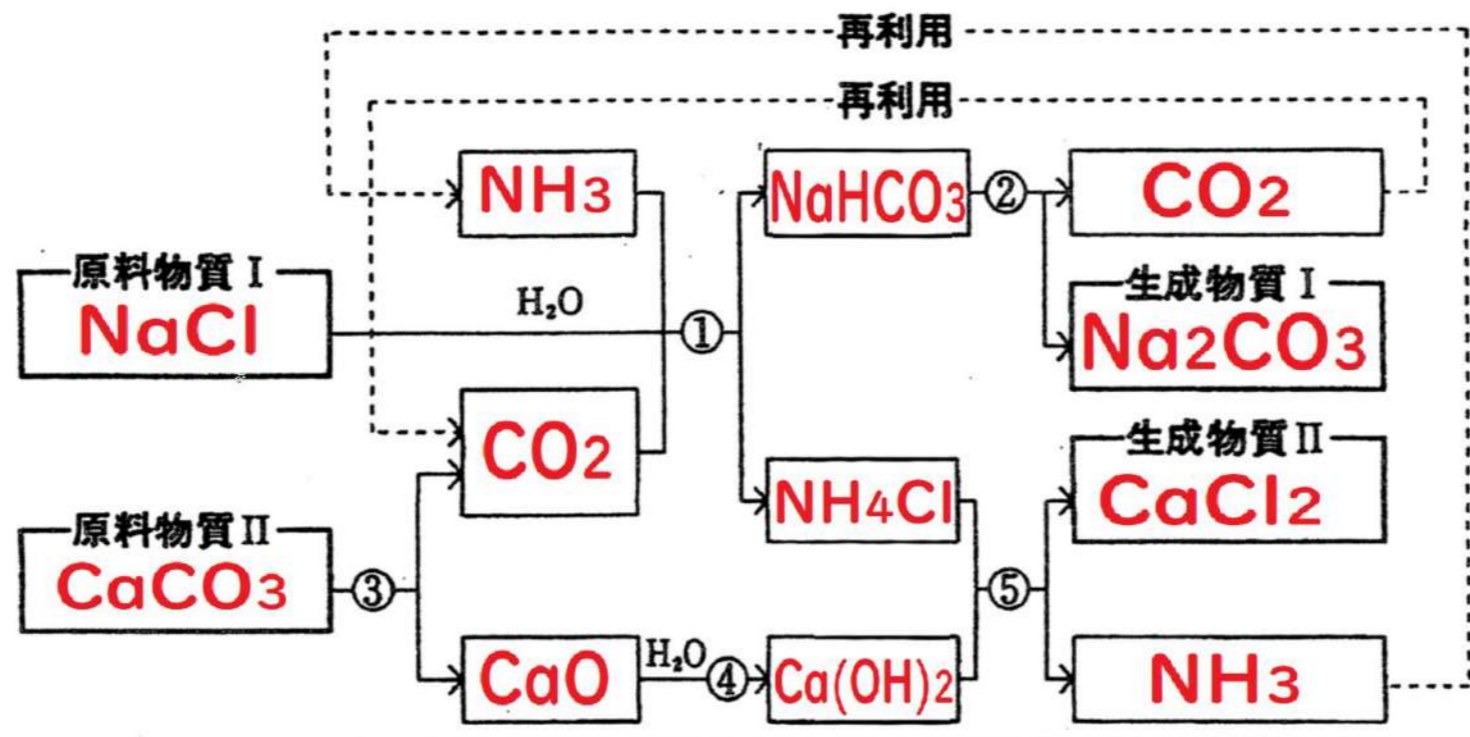 再利用
再利用
NH3
NaHCO3
②
CO2
原料物質Ⅰ
NaCl
H₂O
①
生成物質Ⅰ
Na2CO3
CO2
NH4Cl
生成物質Ⅱ
CaCl2
原料物質Ⅱ
CaCO3
③
⑤
CaO
H₂O
④
Ca(OH)2
NH3